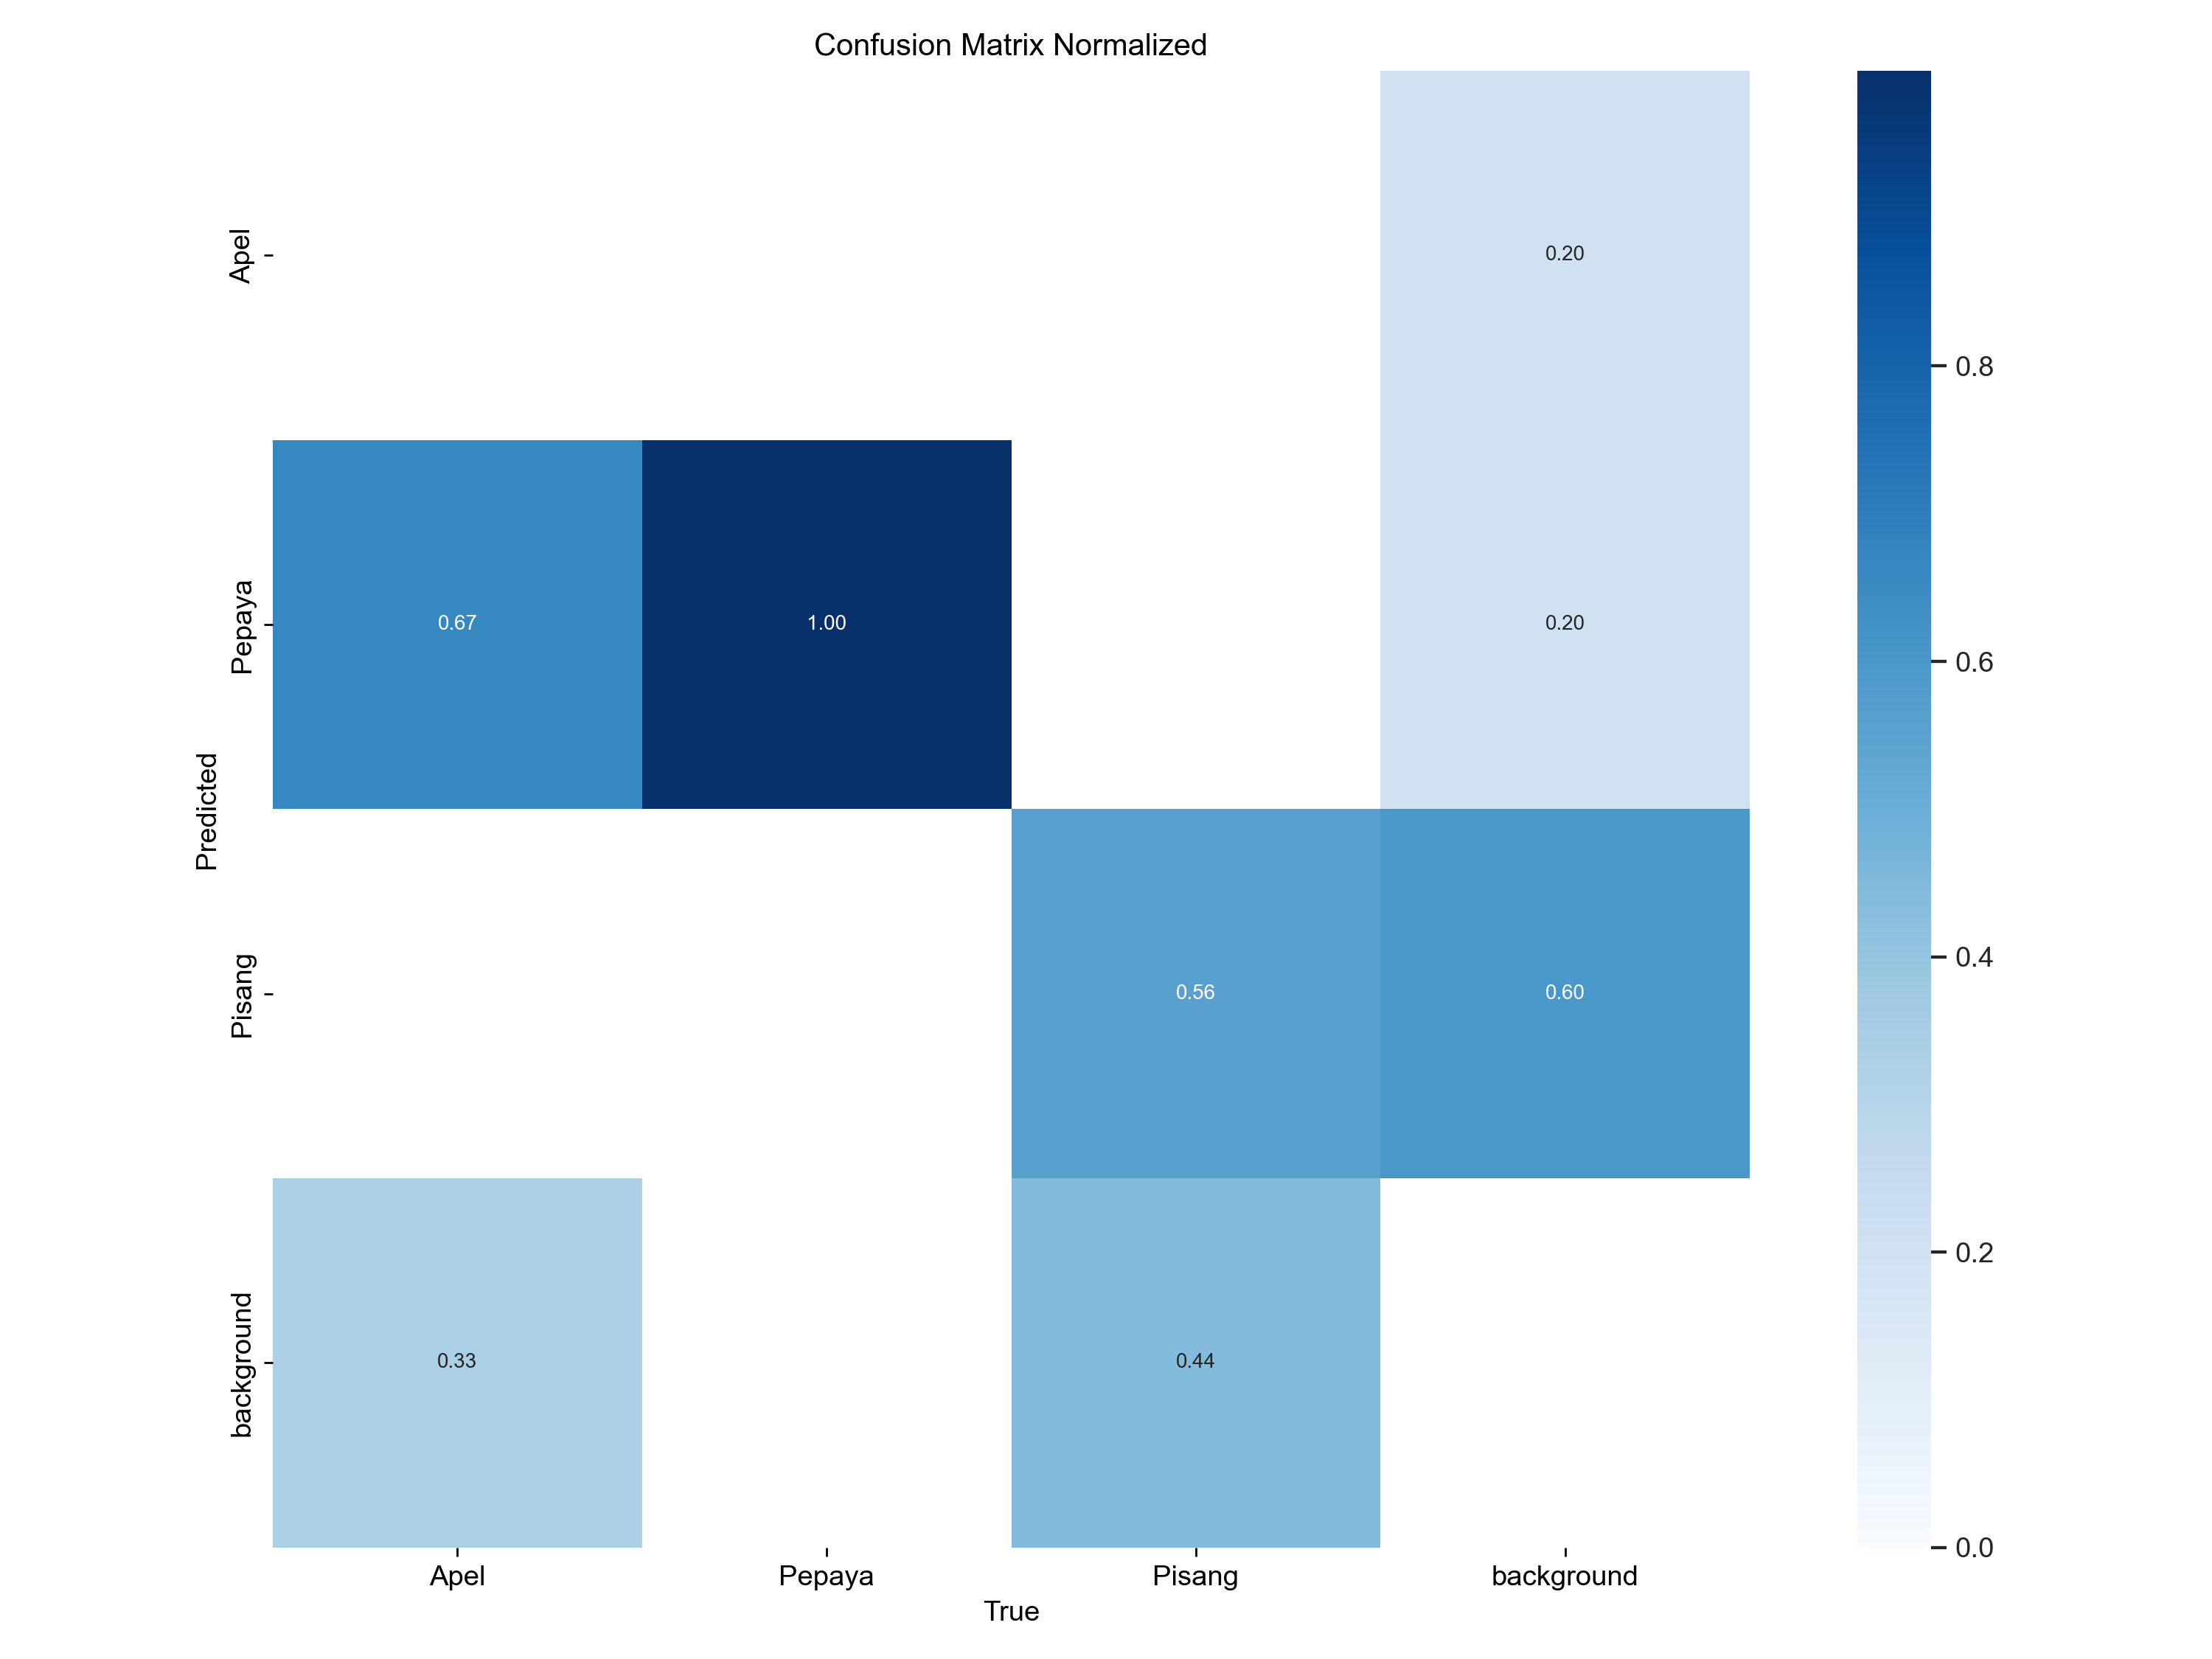 Confusion Matrix Normalized
Apel
0.20
Pepaya
0.67
1.00
0.20
Predicted
Pisang
0.56
0.60
background
0.33
0.44
Apel
Pepaya
Pisang
background
True
0.8
0.6
0.4
0.2
0.0